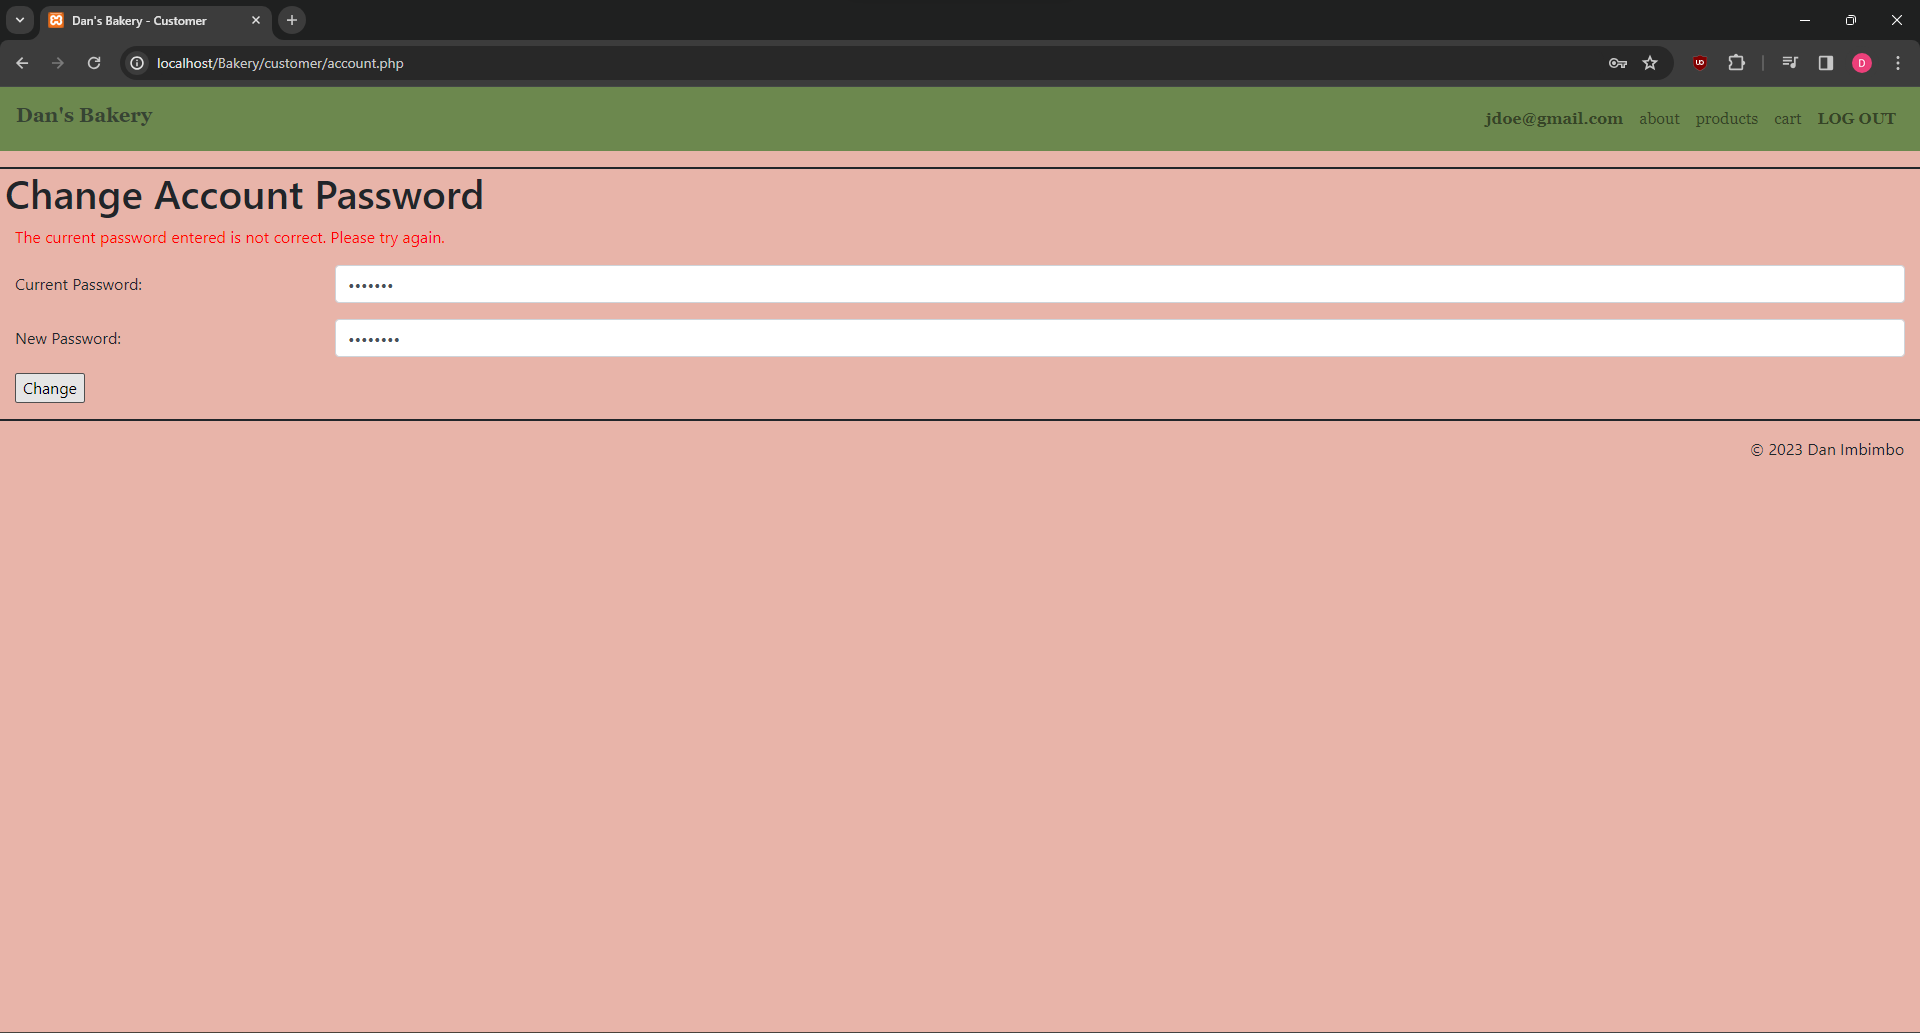 Dan's Bakery - Customer
localhost/Bakery/customer/account.php
D
Dan's Bakery
jdoe@gmail.com about products cart LOG OUT
Change Account Password
The current password entered is not correct. Please try again.
Current Password: •••••••
New Password: ••••••••
Change
© 2023 Dan Imbimbo